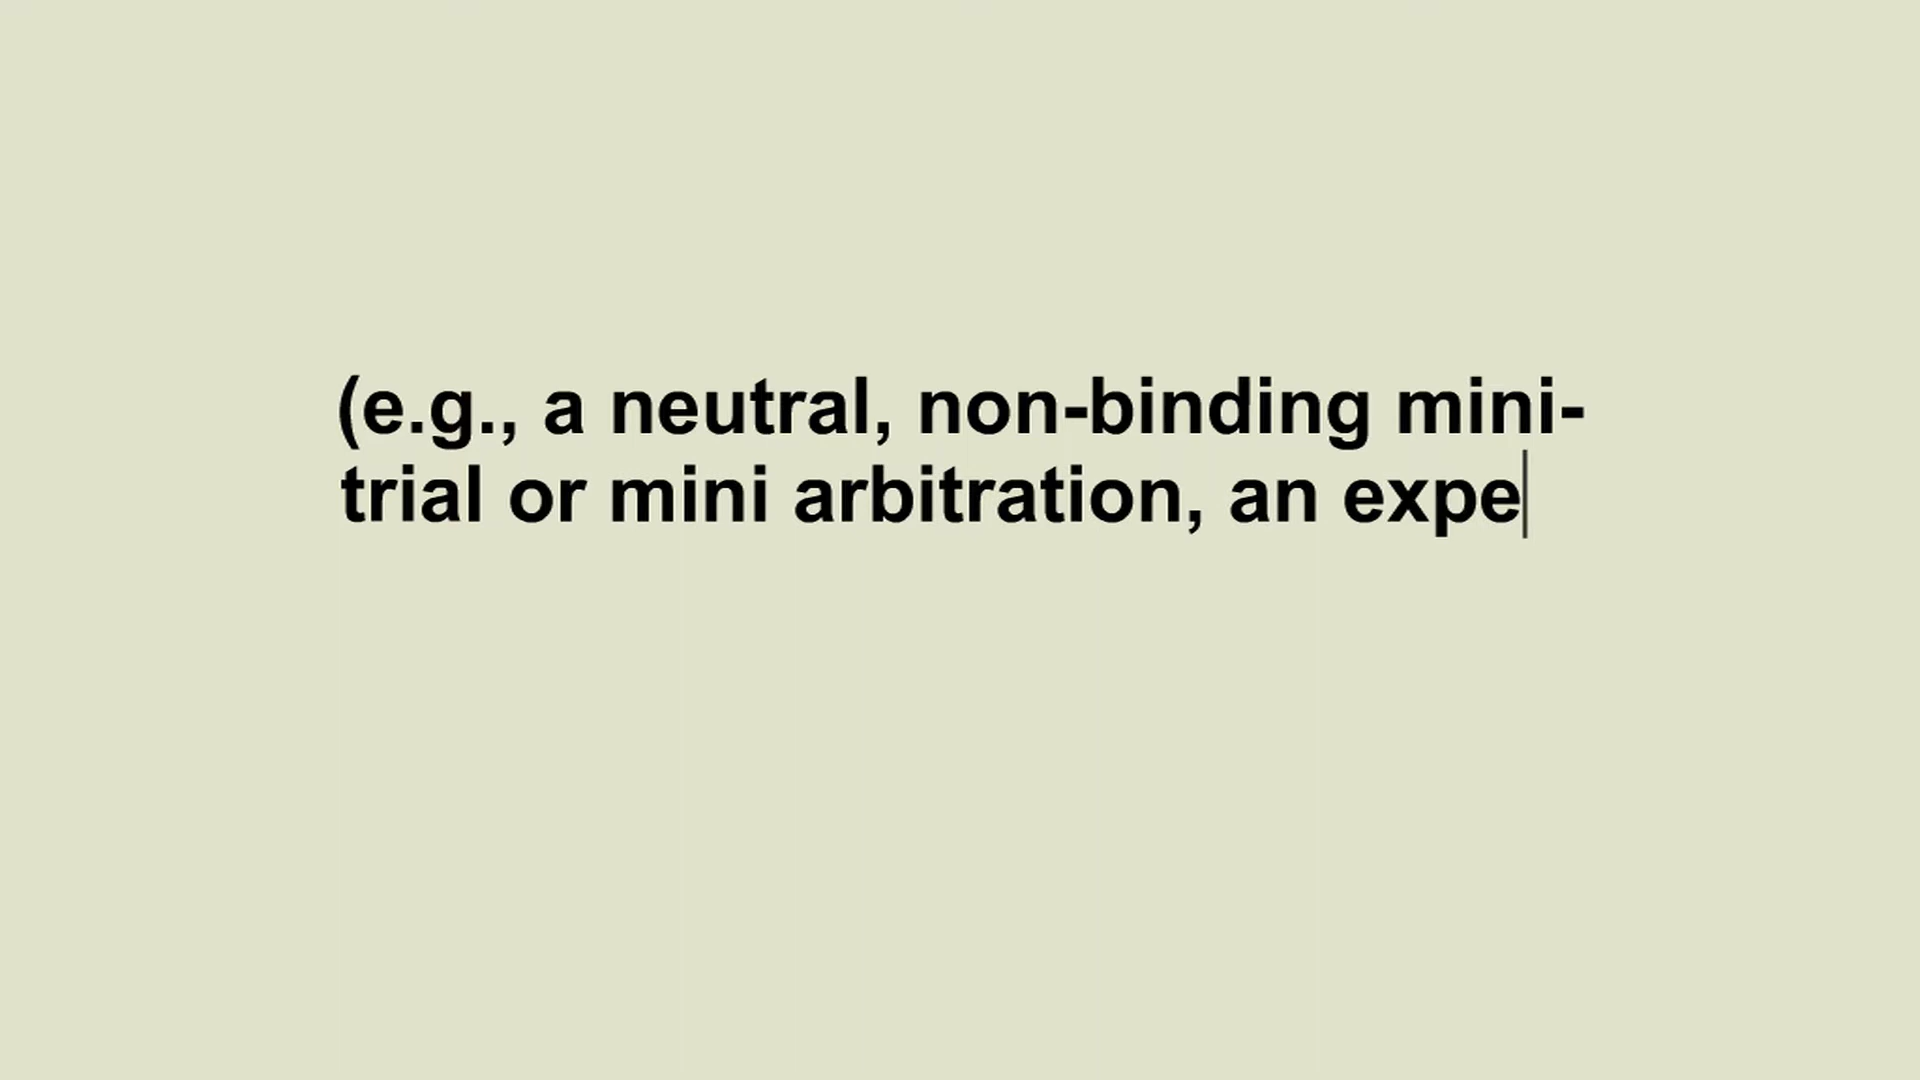 (e.g., a neutral, non-binding mini-
trial or mini arbitration, an expe